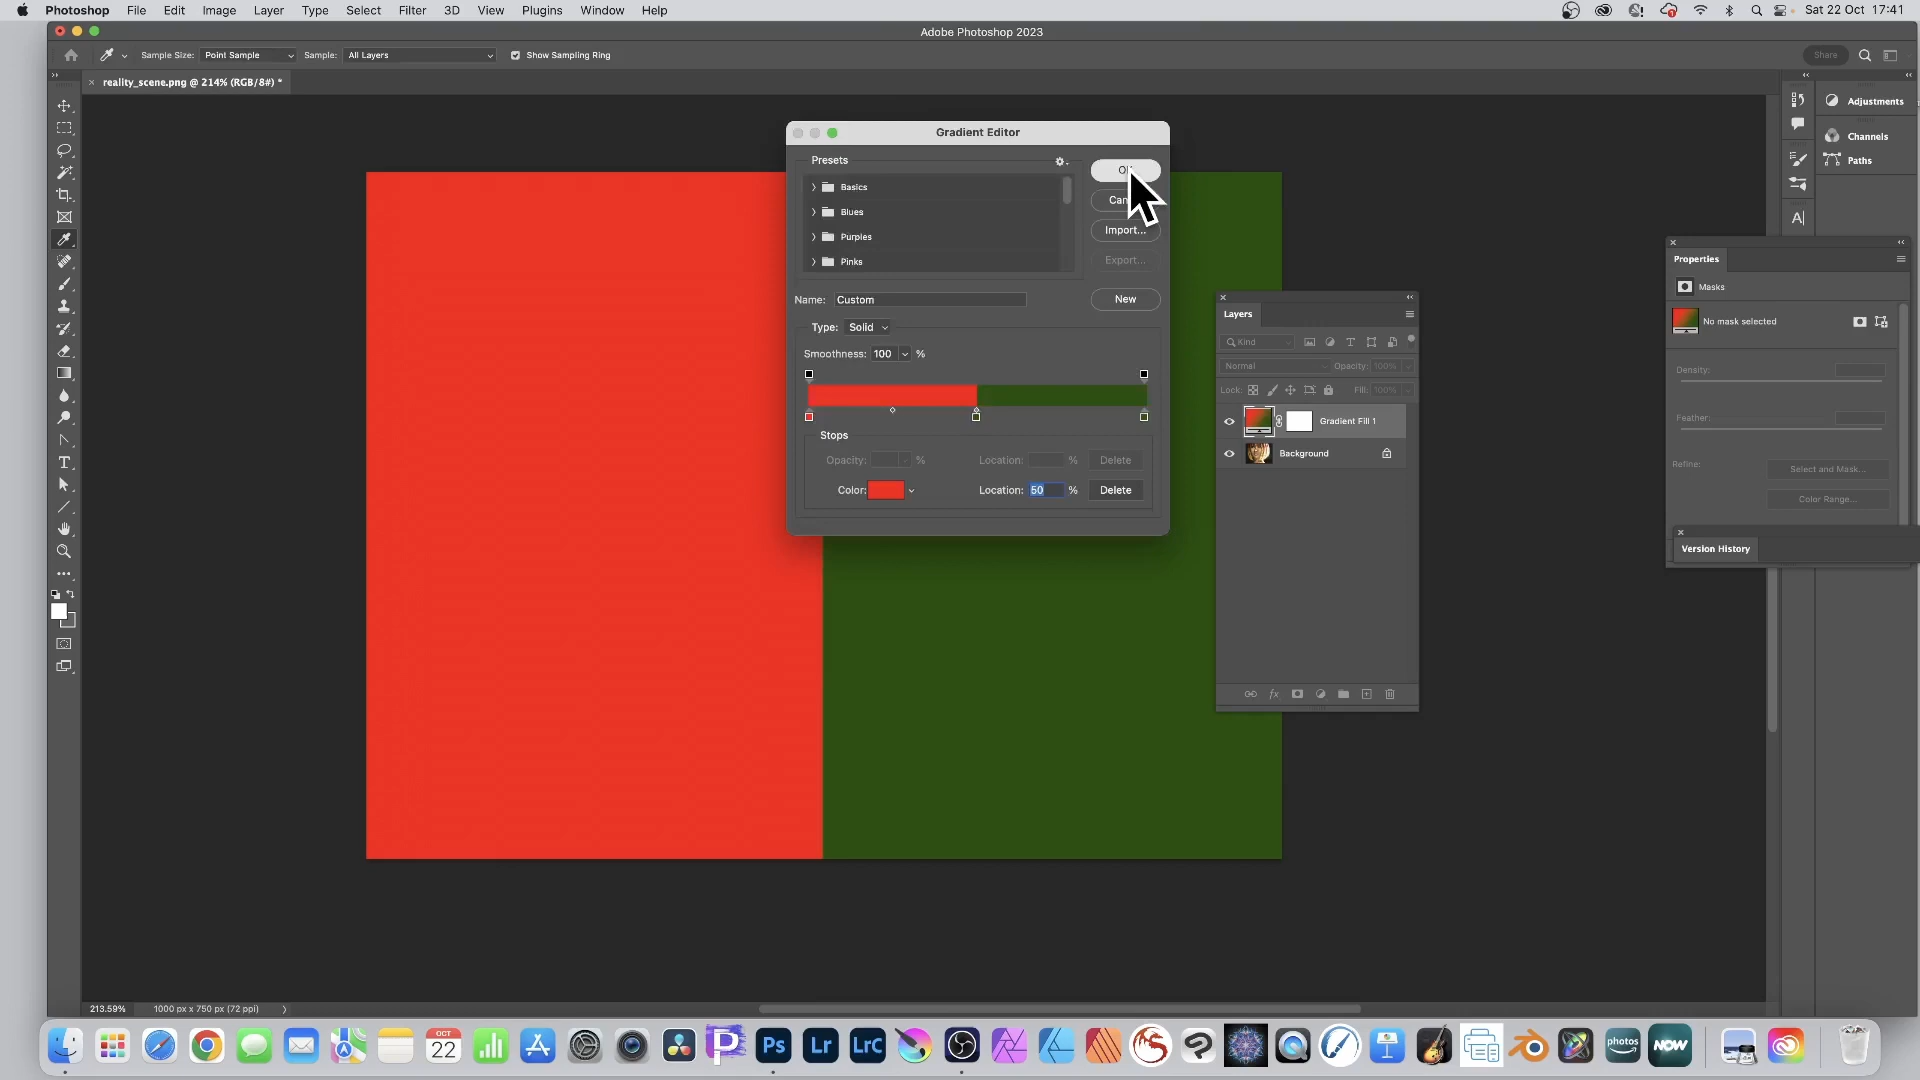 Photoshop File Edit Image Layer Type Select Filter 3D View Plugins Window Help Sat 22 Oct 17:41
Adobe Photoshop 2023
Sample Size: Point Sample Sample: All Layers Show Sampling Ring Share
reality_scene.png @ 214% (RGB/8#) *
Adjustments
Channels
Paths
Gradient Editor
Presets
Basics
Blues
Purples
Pinks
Import...
Export...
Name: Custom
New
Type: Solid
Smoothness: 100 %
Stops
Opacity: % Location: % Delete
Color: Location: 50 % Delete
Layers
Kind
Normal Opacity: 100%
Lock: Fill: 100%
Gradient Fill 1
Background
Properties
Masks
No mask selected
Density:
Feather:
Refine:
Select and Mask...
Color Range...
Version History
213.59% 1000 px x 750 px (72 ppi)
OCT
22
Ps
Lr
LrC
photos
NOW